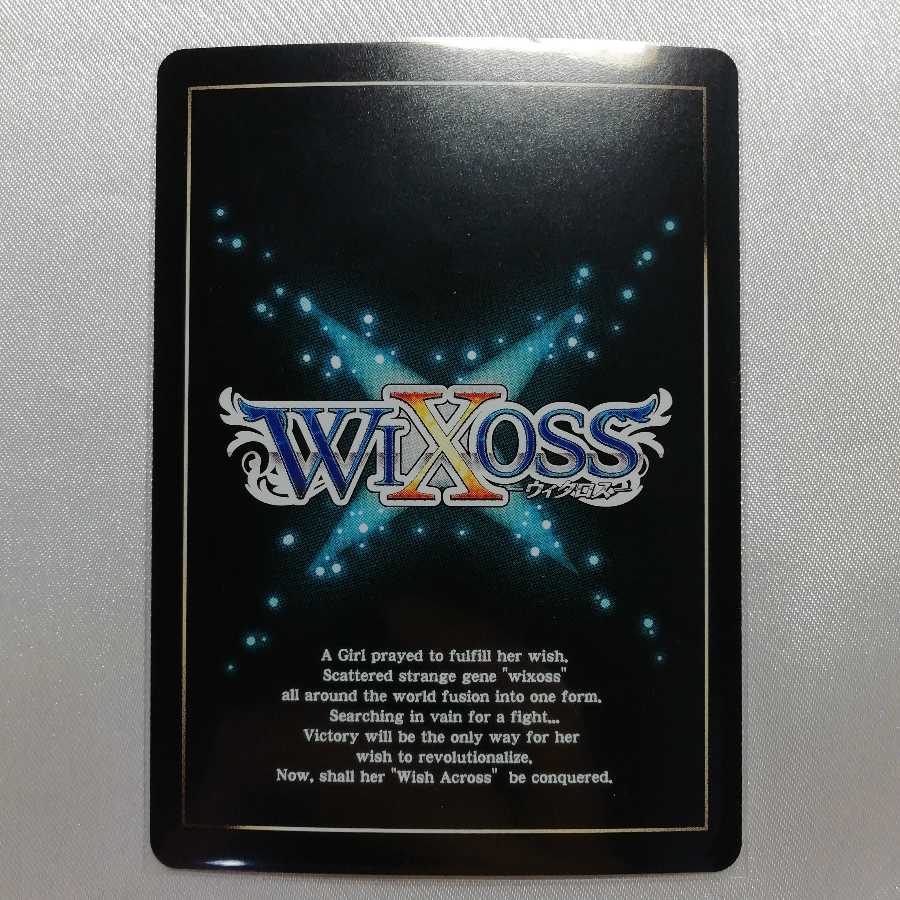 WIXOSS
-ウィクロス-
A Girl prayed to fulfill her wish.
Scattered strange gene "wixoss"
all around the world fusion into one form.
Searching in vain for a fight...
Victory will be the only way for her
wish to revolutionalize.
Now, shall her "Wish Across" be conquered.